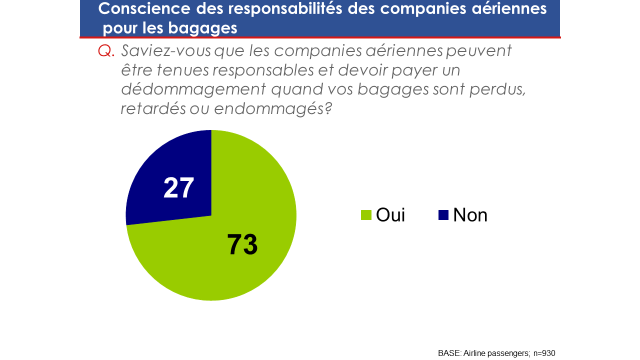 Conscience des responsabilités des compagnies aériennes
pour les bagages
Q. Saviez-vous que les compagnies aériennes peuvent
être tenues responsables et devoir payer un
dédommagement quand vos bagages sont perdus,
retardés ou endommagés?
27
73
Oui
Non
BASE: Airline passengers; n=930